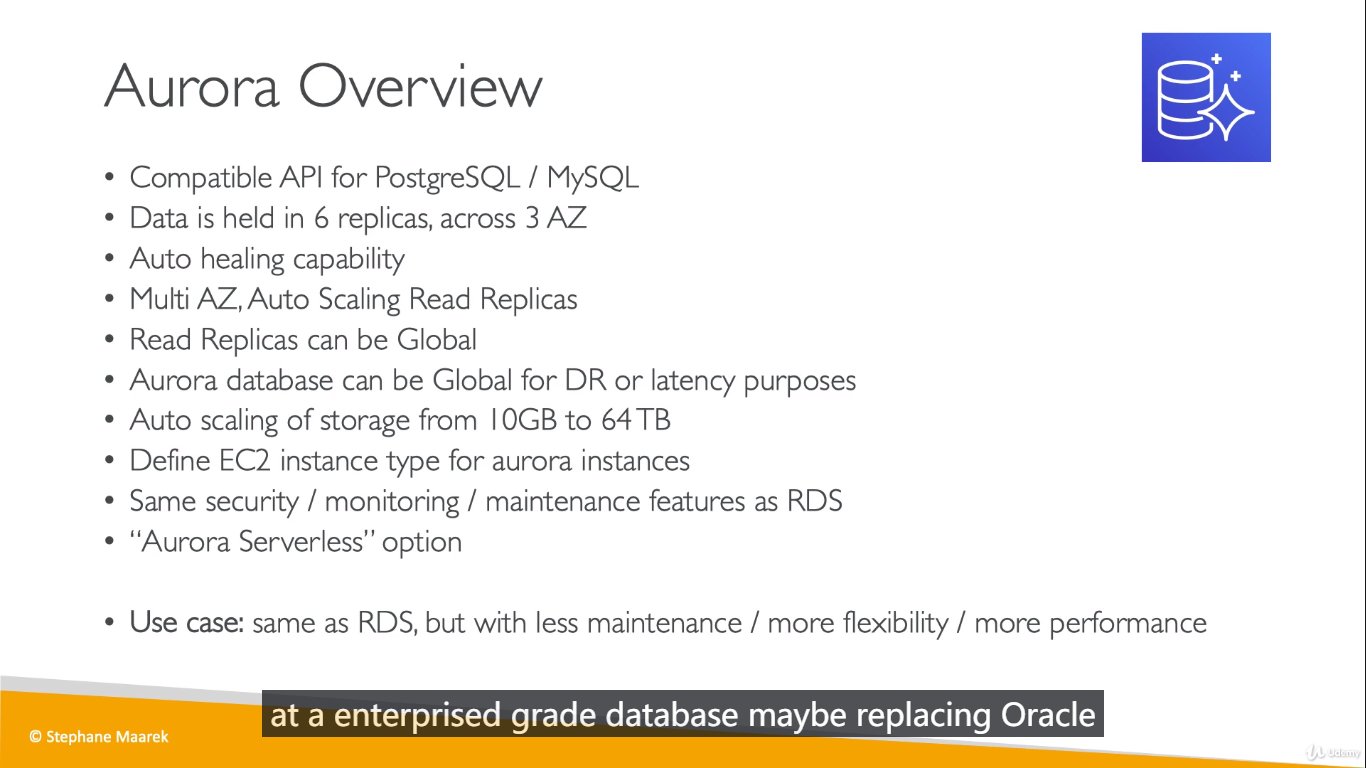 Aurora Overview
• Compatible API for PostgreSQL / MySQL
• Data is held in 6 replicas, across 3 AZ
• Auto healing capability
• Multi AZ, Auto Scaling Read Replicas
• Read Replicas can be Global
• Aurora database can be Global for DR or latency purposes
• Auto scaling of storage from 10GB to 64 TB
• Define EC2 instance type for aurora instances
• Same security / monitoring / maintenance features as RDS
• “Aurora Serverless” option
• Use case: same as RDS, but with less maintenance / more flexibility / more performance
at a enterprised grade database maybe replacing Oracle
© Stephane Maarek
Udemy